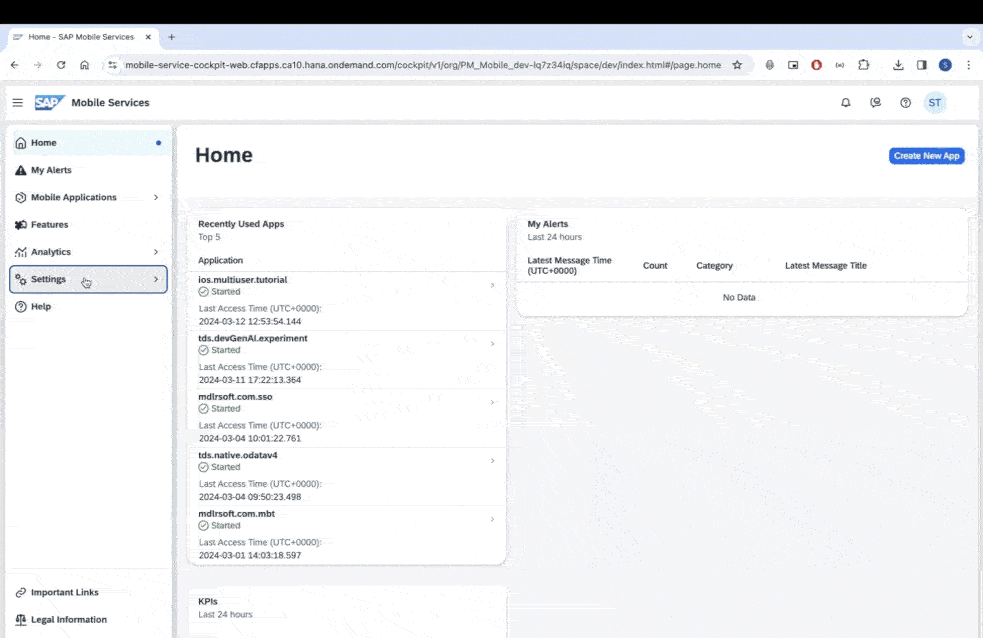 Home - SAP Mobile Services
mobile-service-cockpit-web.cfapps.ca10.hana.ondemand.com/cockpit/v1/org/PM_Mobile_dev-lq7z34iq/space/dev/index.html#/page.home
S
SAP Mobile Services
ST
Home
My Alerts
Mobile Applications
Features
Analytics
Settings
Help
Important Links
Legal Information
Home
Create New App
Recently Used Apps
Top 5
Application
ios.multiuser.tutorial
Started
Last Access Time (UTC+0000):
2024-03-12 12:53:54.144
tds.devGenAI.experiment
Started
Last Access Time (UTC+0000):
2024-03-11 17:22:13.364
mdlrsoft.com.sso
Started
Last Access Time (UTC+0000):
2024-03-04 10:01:22.761
tds.native.odatav4
Started
Last Access Time (UTC+0000):
2024-03-04 09:50:23.498
mdlrsoft.com.mbt
Started
Last Access Time (UTC+0000):
2024-03-01 14:03:18.597
KPIs
Last 24 hours
My Alerts
Last 24 hours
Latest Message Time (UTC+0000) Count Category Latest Message Title
No Data